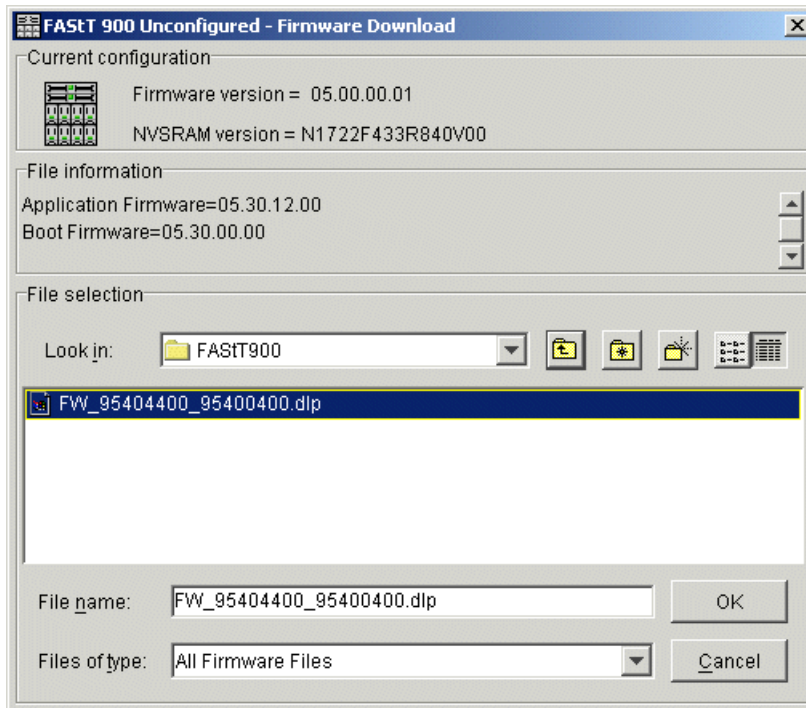 FAStT 900 Unconfigured - Firmware Download
Current configuration
Firmware version = 05.00.00.01
NVSRAM version = N1722F433R840V00
File information
Application Firmware=05.30.12.00
Boot Firmware=05.30.00.00
File selection
Look in:
FAStT900
FW_95404400_95400400.dlp
File name:
FW_95404400_95400400.dlp
OK
Files of type:
All Firmware Files
Cancel